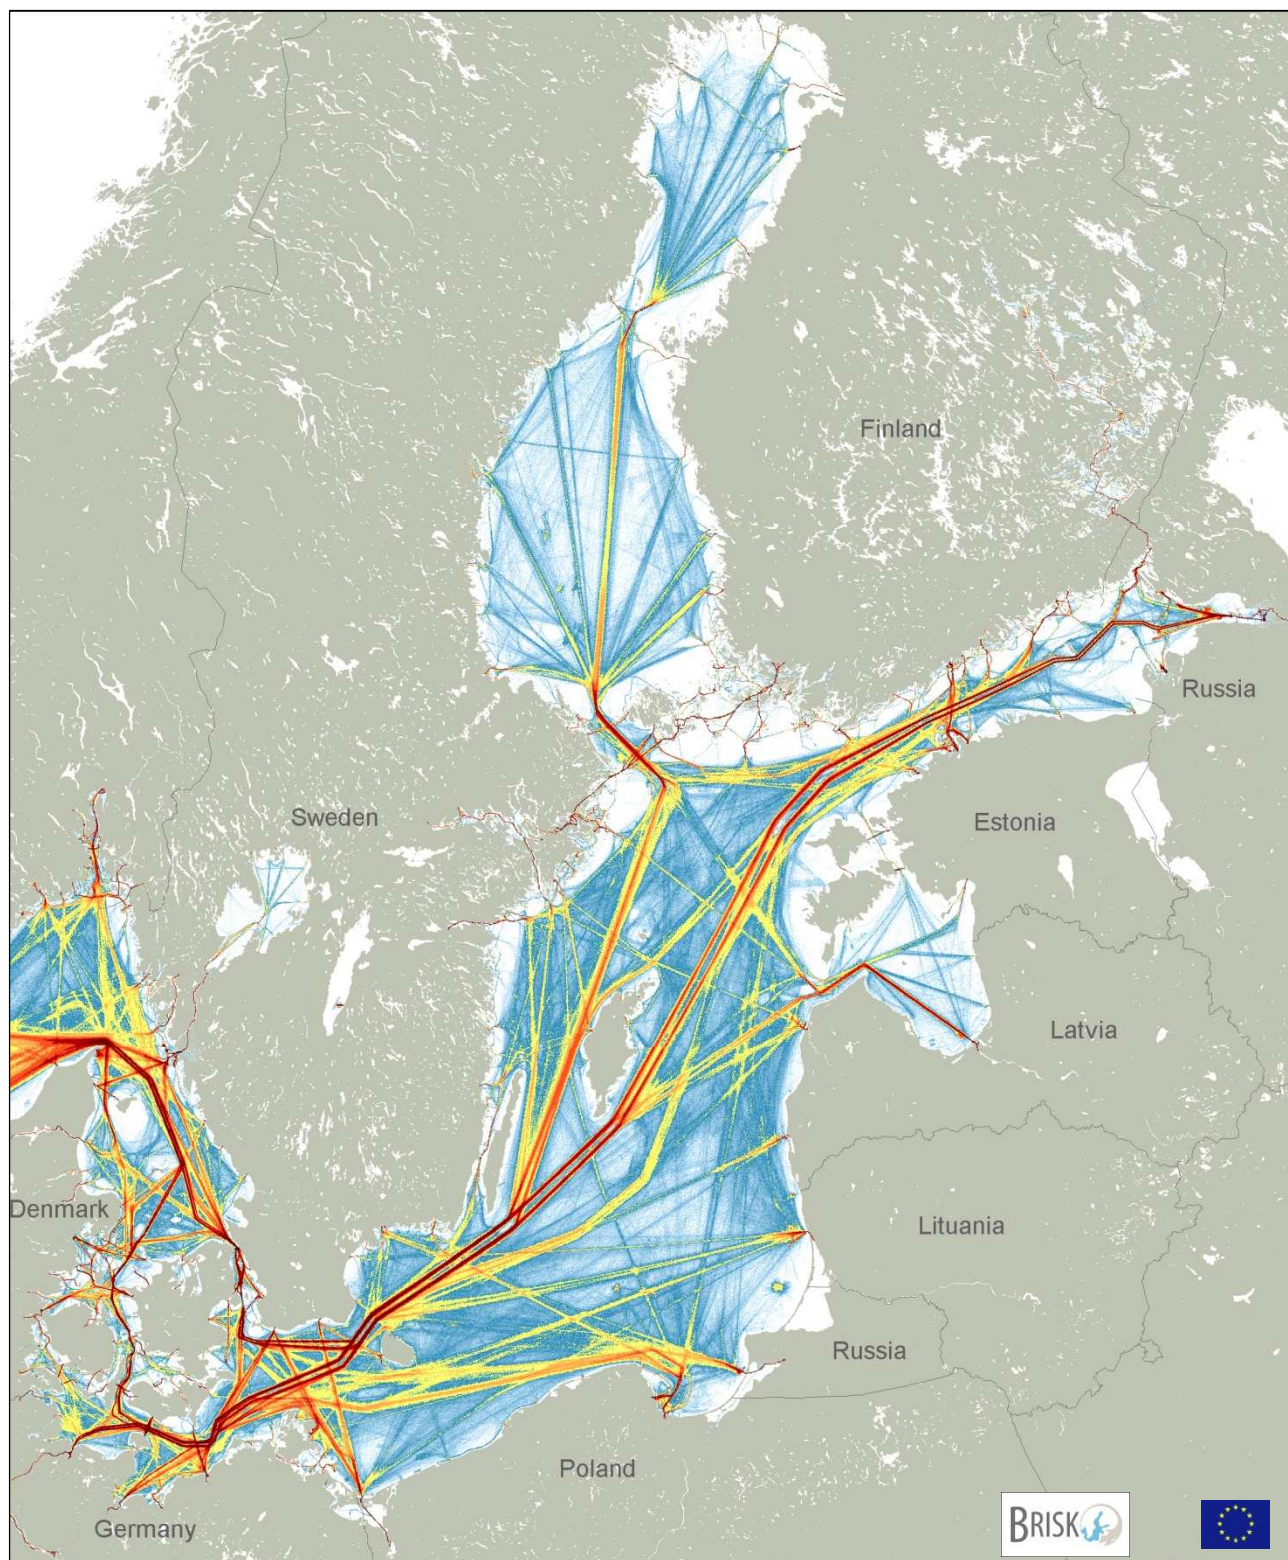 Finland
Russia
Sweden
Estonia
Latvia
Denmark
Lituania
Russia
Poland
Germany
BRISK